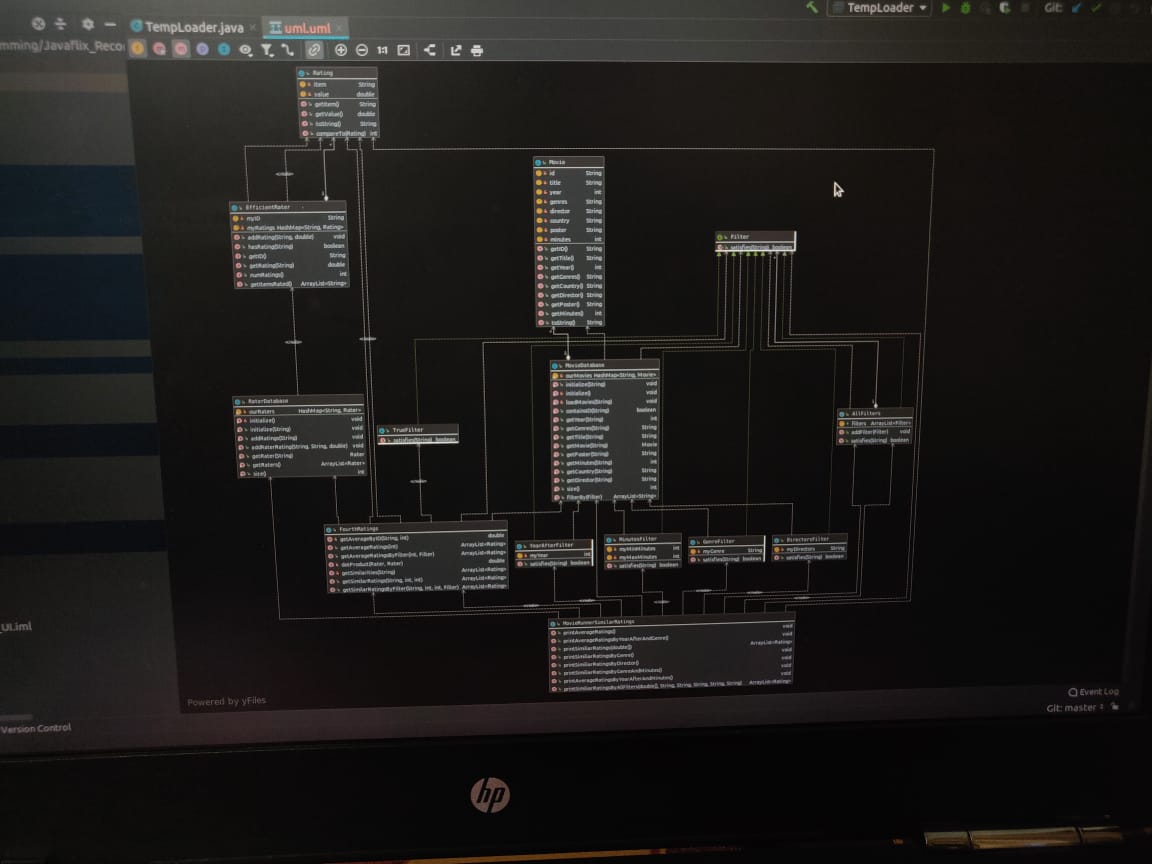 TempLoader
Git:
TempLoader.java
uml.uml
mming/Javaflix_Reco
1:1
Rating
item String
value double
getItem() String
getValue() double
toString() String
compareTo(Rating) int
Movie
id String
title String
year int
genres String
director String
country String
poster String
minutes int
getID() String
getTitle() String
getYear() int
getGenres() String
getCountry() String
getDirector() String
getPoster() String
getMinutes() int
toString() String
EfficientRater
myID String
myRatings HashMap<String, Rating>
addRating(String, double) void
hasRating(String) boolean
getID() String
getRating(String) double
numRatings() int
getItemsRated() ArrayList<String>
Filter
satisfies(String) boolean
MovieDatabase
ourMovies HashMap<String, Movie>
initialize(String) void
initialize() void
loadMovies(String) void
containsID(String) boolean
getYear(String) int
getGenres(String) String
getTitle(String) String
getMovie(String) Movie
getPoster(String) String
getMinutes(String) int
getCountry(String) String
getDirector(String) String
size() int
filterBy(Filter) ArrayList<String>
RaterDatabase
ourRaters HashMap<String, Rater>
initialize() void
initialize(String) void
addRatings(String) void
addRaterRating(String, String, double) void
getRater(String) Rater
getRaters() ArrayList<Rater>
size() int
TrueFilter
satisfies(String) boolean
AllFilters
filters ArrayList<Filter>
addFilter(Filter) void
satisfies(String) boolean
FourthRatings
getAverageByID(String, int) double
getAverageRatings(int) ArrayList<Rating>
getAverageRatingsByFilter(int, Filter) ArrayList<Rating>
dotProduct(Rater, Rater) double
getSimilarities(String) ArrayList<Rating>
getSimilarRatings(String, int, int) ArrayList<Rating>
getSimilarRatingsByFilter(String, int, int, Filter) ArrayList<Rating>
YearAfterFilter
myYear int
satisfies(String) boolean
MinutesFilter
myMinMinutes int
myMaxMinutes int
satisfies(String) boolean
GenreFilter
myGenre String
satisfies(String) boolean
DirectorsFilter
myDirectors String
satisfies(String) boolean
MovieRunnerSimilarRatings
printAverageRatings() void
printAverageRatingsByYearAfterAndGenre() void
printSimilarRatings(double[]) ArrayList<Rating>
printSimilarRatingsByGenre() void
printSimilarRatingsByDirector() void
printSimilarRatingsByGenreAndMinutes() void
printAverageRatingsByYearAfterAndMinutes() void
ArrayList<Rating>
Powered by yFiles
_UI.iml
Version Control
Event Log
Git: master
hp